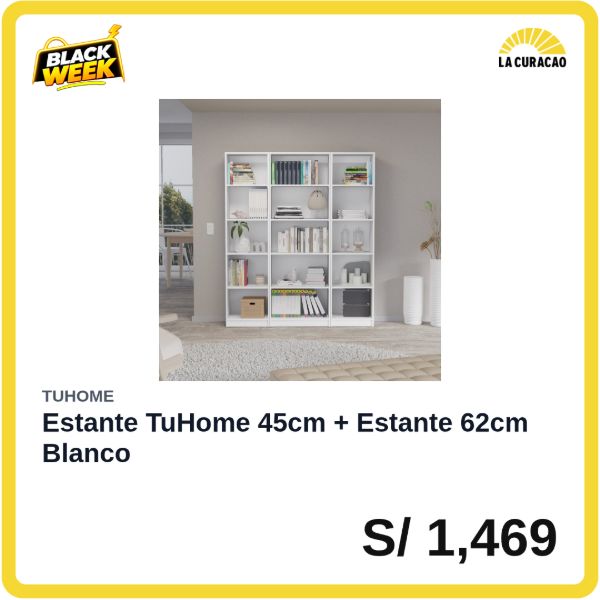 BLACK
WEEK
LA CURACAO
TUHOME
Estante TuHome 45cm + Estante 62cm
Blanco
S/ 1,469